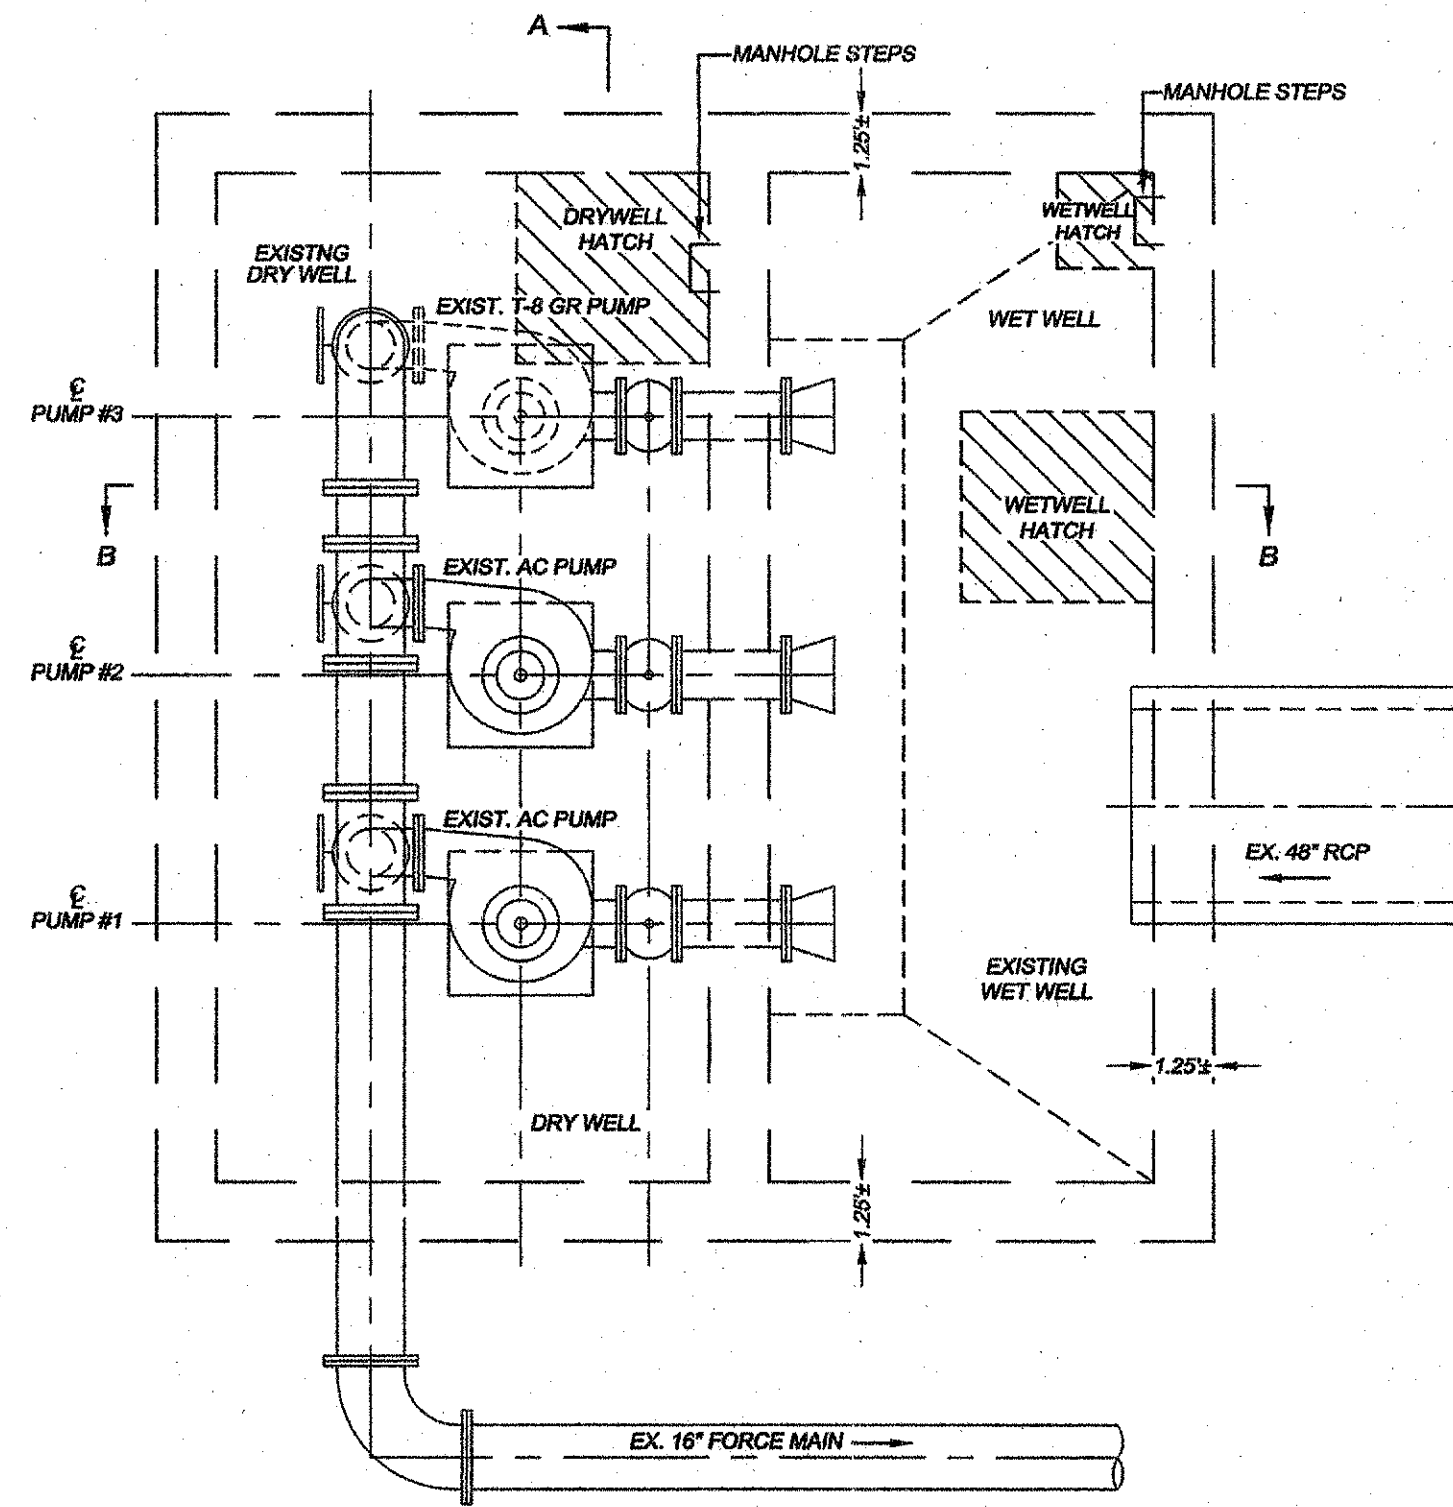 A
MANHOLE STEPS
MANHOLE STEPS
1.25'±
DRYWELL
HATCH
WETWELL
HATCH
EXISTNG
DRY WELL
EXIST. T-8 GR PUMP
WET WELL
℄
PUMP #3
WETWELL
HATCH
B
B
EXIST. AC PUMP
℄
PUMP #2
EXIST. AC PUMP
EX. 48" RCP
℄
PUMP #1
EXISTING
WET WELL
1.25'±
DRY WELL
1.25'±
EX. 16" FORCE MAIN